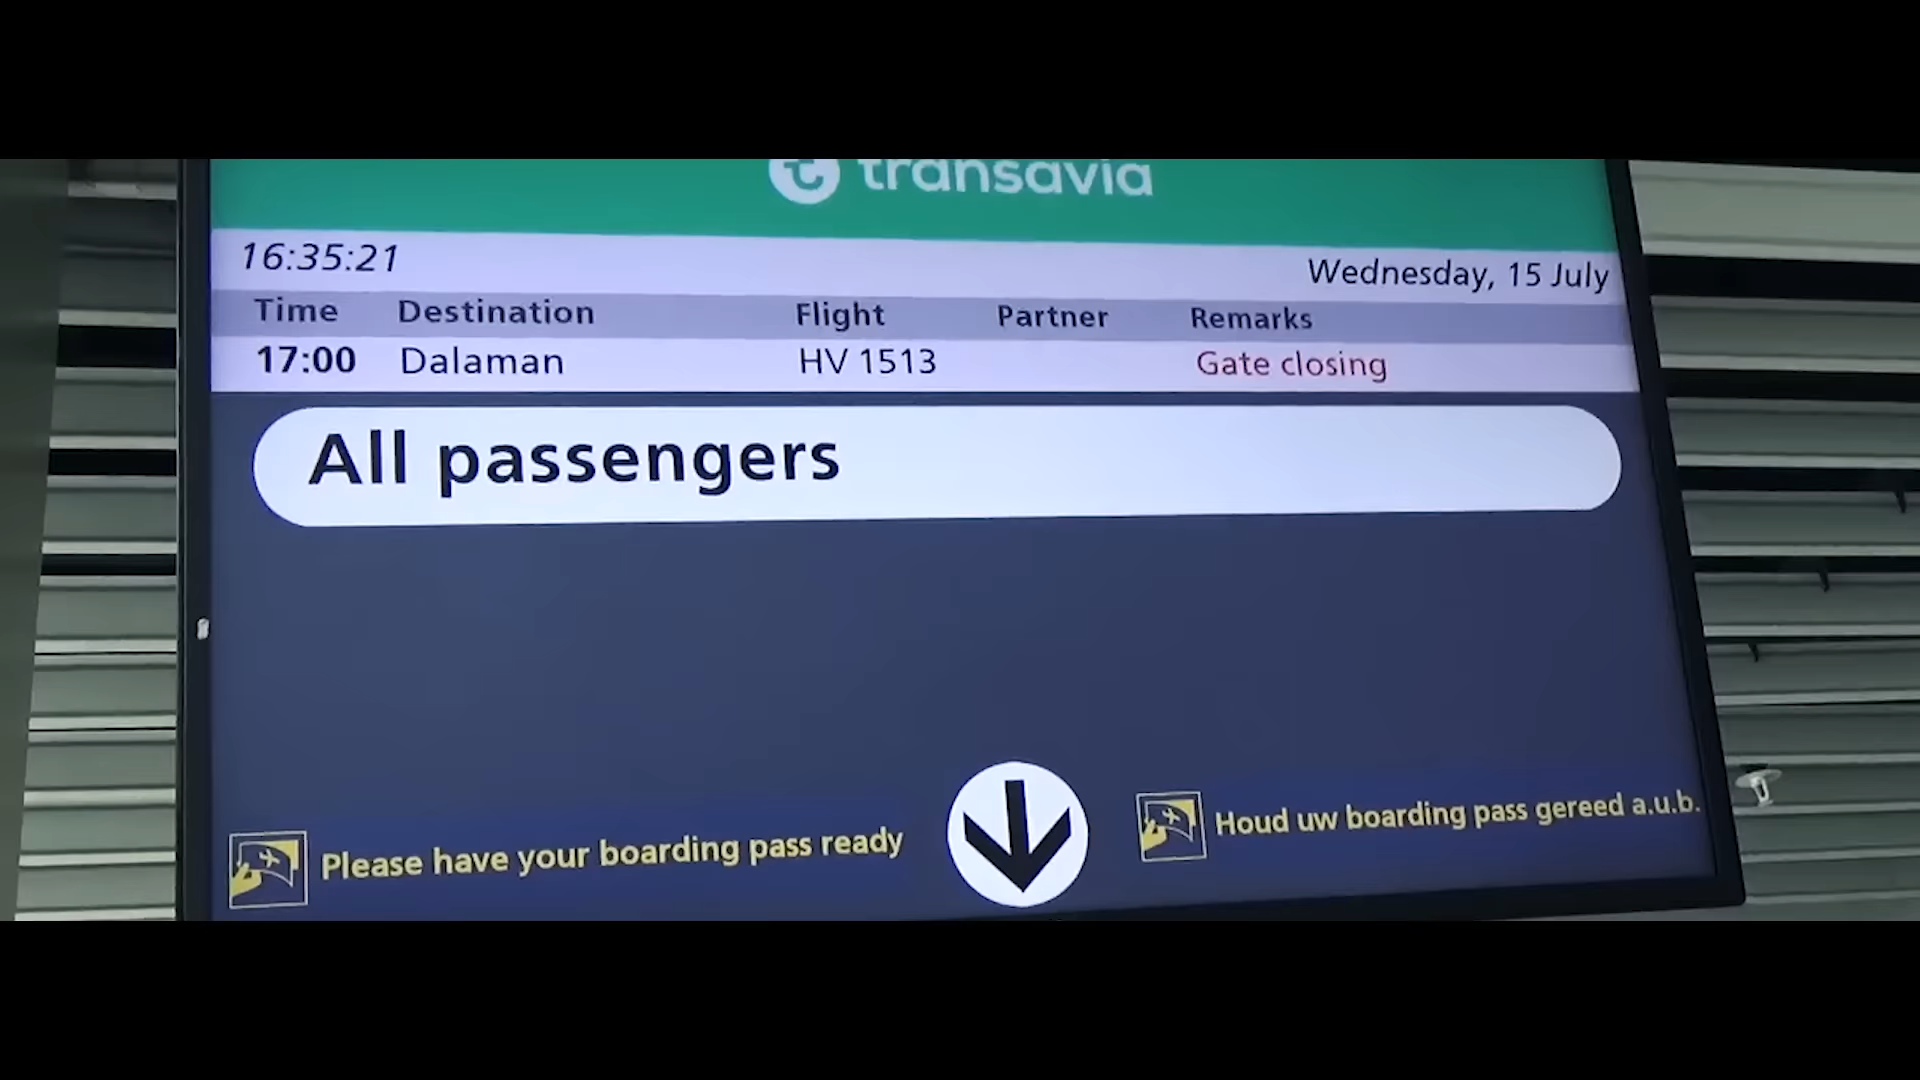 transavia
16:35:21
Wednesday, 15 July
Time Destination Flight Partner Remarks
17:00 Dalaman HV 1513 Gate closing
All passengers
Please have your boarding pass ready
Houd uw boarding pass gereed a.u.b.